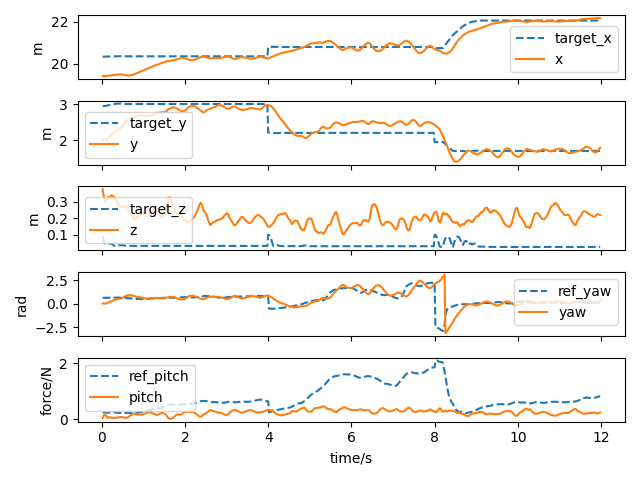 22
20
m
target_x
x
3
2
m
target_y
y
0.3
0.2
0.1
m
target_z
z
2.5
0.0
−2.5
rad
ref_yaw
yaw
2
0
force/N
ref_pitch
pitch
0 2 4 6 8 10 12
time/s